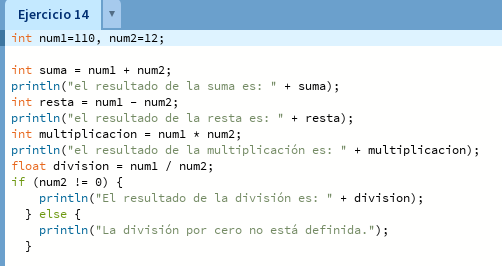 Ejercicio 14 ▼
int num1=110, num2=12;
int suma = num1 + num2;
println("el resultado de la suma es: " + suma);
int resta = num1 - num2;
println("el resultado de la resta es: " + resta);
int multiplicacion = num1 * num2;
println("el resultado de la multiplicación es: " + multiplicacion);
float division = num1 / num2;
if (num2 != 0) {
    println("El resultado de la división es: " + division);
  } else {
    println("La división por cero no está definida.");
  }